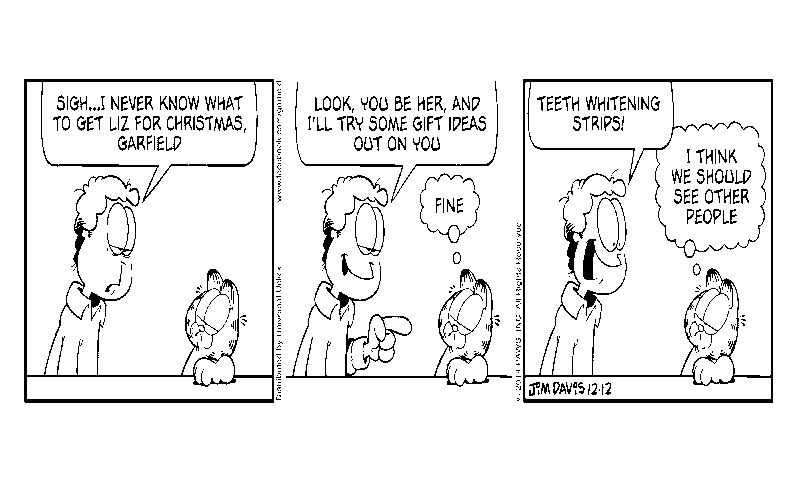 SIGH...I NEVER KNOW WHAT
TO GET LIZ FOR CHRISTMAS,
GARFIELD
LOOK, YOU BE HER, AND
I'LL TRY SOME GIFT IDEAS
OUT ON YOU
FINE
TEETH WHITENING
STRIPS!
I THINK
WE SHOULD
SEE OTHER
PEOPLE
JIM DAVIS 12·12